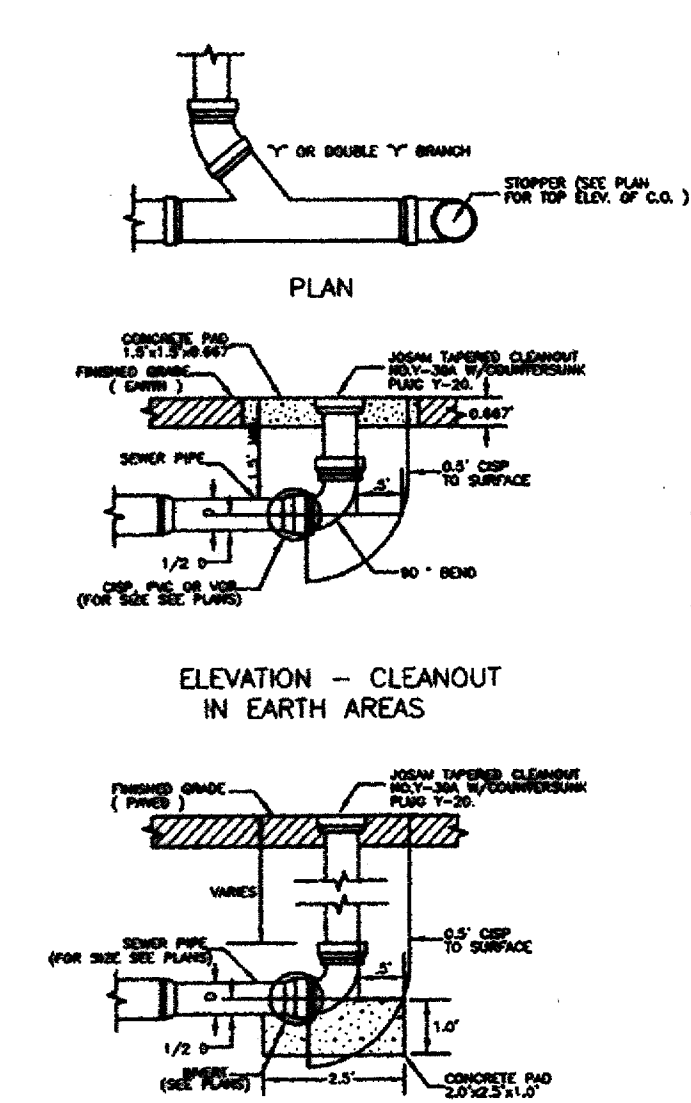 "Y" OR DOUBLE "Y" BRANCH
STOPPER (SEE PLAN
FOR TOP ELEV. OF C.O. )
PLAN
CONCRETE PAD
1.5'x1.5'x0.667
FINISHED GRADE
( EARTH )
JOSAM TAPERED CLEANOUT
NO.Y-30A W/COUNTERSUNK
PLUG Y-20.
0.667'
1.5'
SEWER PIPE
.5'
0.5' CISP
TO SURFACE
D
1/2 D
90 ° BEND
CISP, PVC OR VCP
(FOR SIZE SEE PLANS)
ELEVATION - CLEANOUT
IN EARTH AREAS
FINISHED GRADE
( PAVED )
JOSAM TAPERED CLEANOUT
NO.Y-30A W/COUNTERSUNK
PLUG Y-20.
VARIES
SEWER PIPE
(FOR SIZE SEE PLANS)
.5'
0.5' CISP
TO SURFACE
D
1/2 D
1.0'
INVERT
(SEE PLANS)
2.5'
CONCRETE PAD
2.0'x2.5'x1.0'